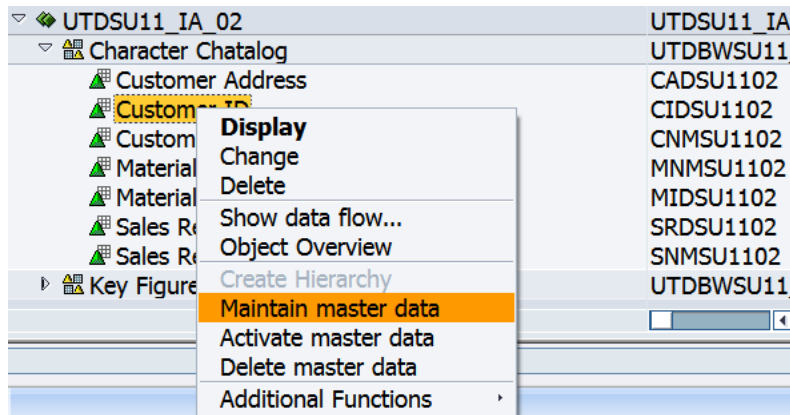 UTDSU11_IA_02 UTDSU11_IA
Character Chatalog UTDBWSU11_
Customer Address CADSU1102
Customer ID CIDSU1102
Custom CNMSU1102
Material MNMSU1102
Material MIDSU1102
Sales Re SRDSU1102
Sales Re SNMSU1102
Key Figure UTDBWSU11_
Display
Change
Delete
Show data flow...
Object Overview
Create Hierarchy
Maintain master data
Activate master data
Delete master data
Additional Functions